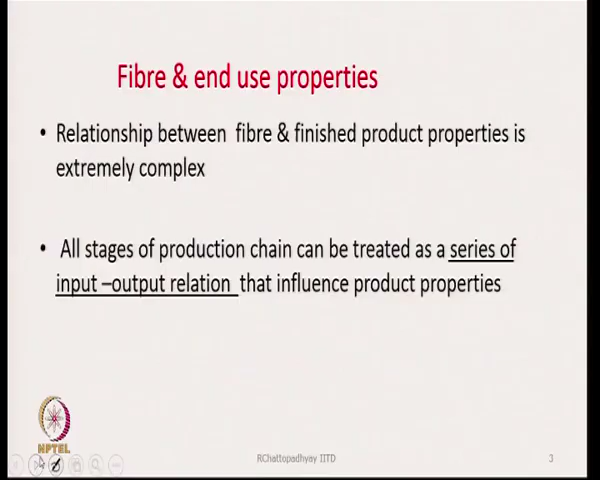 Fibre & end use properties
• Relationship between fibre & finished product properties is
extremely complex
• All stages of production chain can be treated as a series of
input –output relation that influence product properties
NPTEL
RChattopadhyay IITD
3